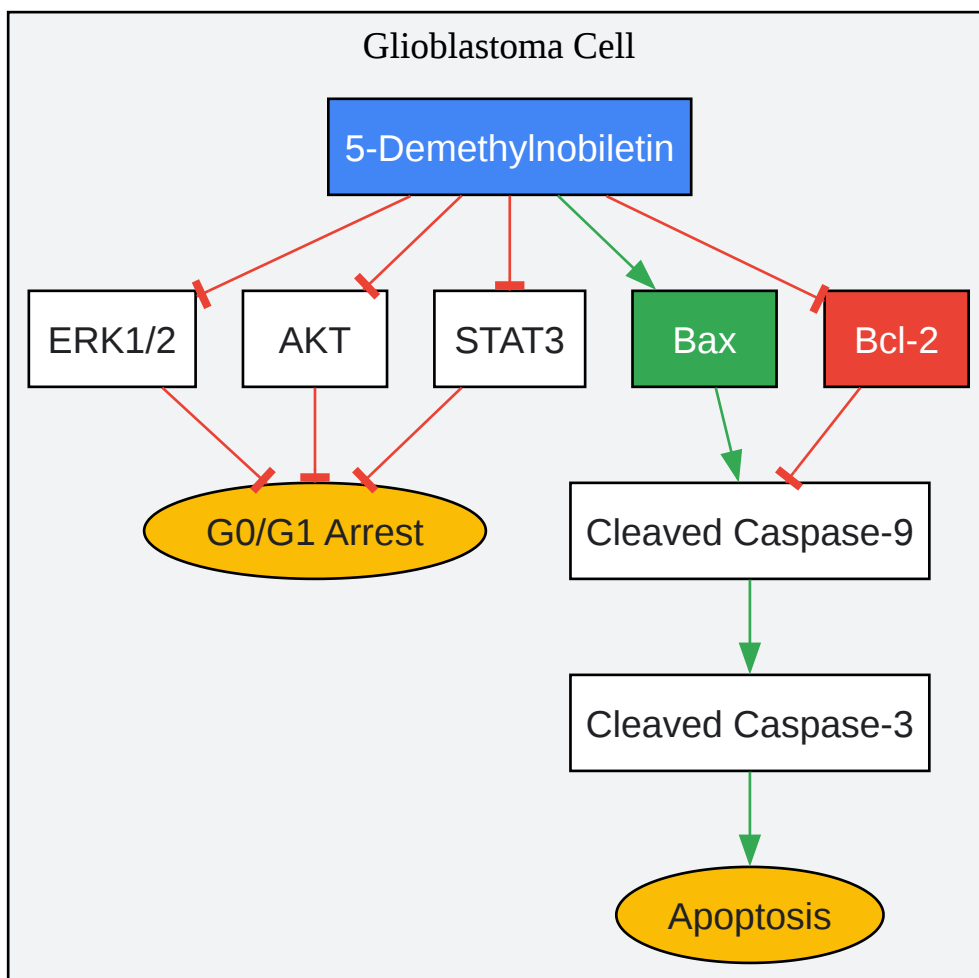 Glioblastoma Cell
5-Demethylnobiletin
ERK1/2
AKT
STAT3
Bax
Bcl-2
G0/G1 Arrest
Cleaved Caspase-9
Cleaved Caspase-3
Apoptosis